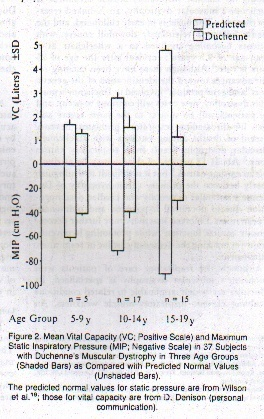 Predicted
Duchenne
VC (Liters) ±SD
5
4
3
2
1
0
-20
-40
-60
-80
-100
MIP (cm H₂O)
n = 5 n = 17 n = 15
Age Group 5-9 y 10-14 y 15-19 y
Figure 2. Mean Vital Capacity (VC; Positive Scale) and Maximum
Static Inspiratory Pressure (MIP; Negative Scale) in 37 Subjects
with Duchenne's Muscular Dystrophy in Three Age Groups
(Shaded Bars) as Compared with Predicted Normal Values
(Unshaded Bars).
The predicted normal values for static pressure are from Wilson
et al.¹⁶; those for vital capacity are from D. Denison (personal
communication).